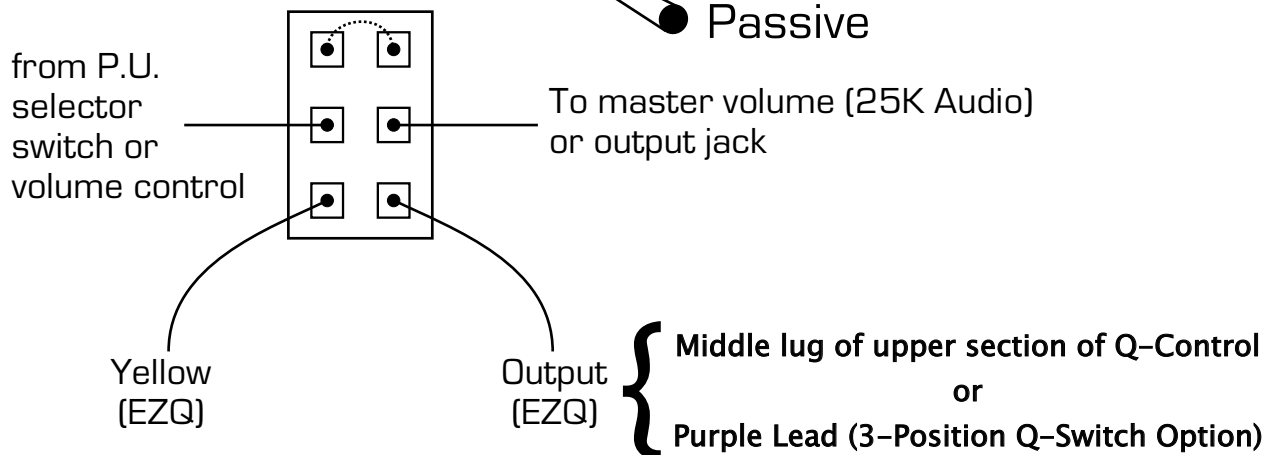 Passive
from P.U.
selector
switch or
volume control
To master volume (25K Audio)
or output jack
Yellow
(EZQ)
Output
(EZQ)
Middle lug of upper section of Q-Control
or
Purple Lead (3-Position Q-Switch Option)